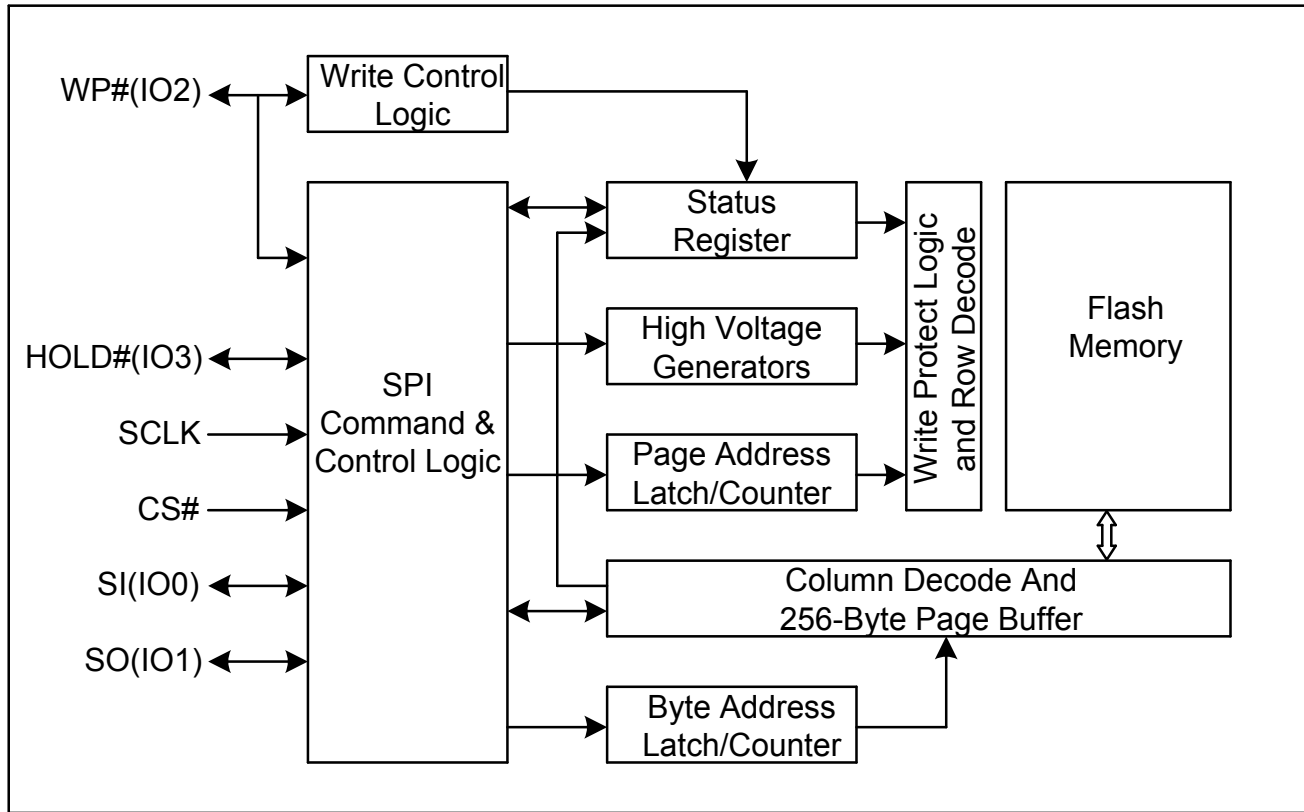 WP#(IO2)
Write Control
Logic
Status
Register
Write Protect Logic
and Row Decode
Flash
Memory
HOLD#(IO3)
SCLK
CS#
SI(IO0)
SO(IO1)
SPI
Command &
Control Logic
High Voltage
Generators
Page Address
Latch/Counter
Column Decode And
256-Byte Page Buffer
Byte Address
Latch/Counter